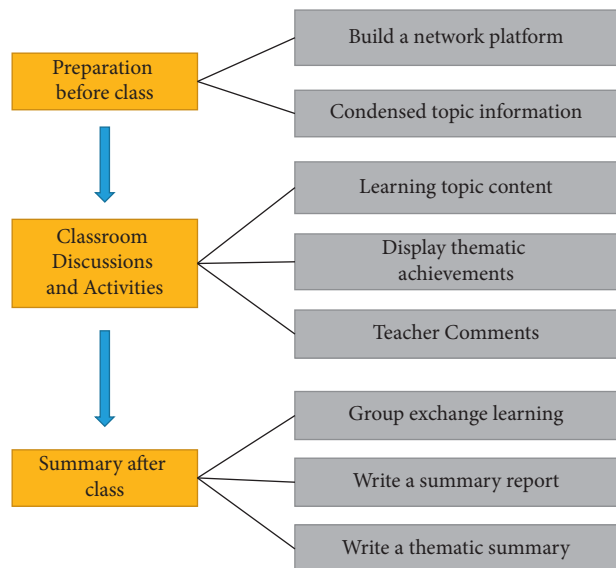 Preparation
before class
Build a network platform
Condensed topic information
Classroom
Discussions
and Activities
Learning topic content
Display thematic
achievements
Teacher Comments
Summary after
class
Group exchange learning
Write a summary report
Write a thematic summary